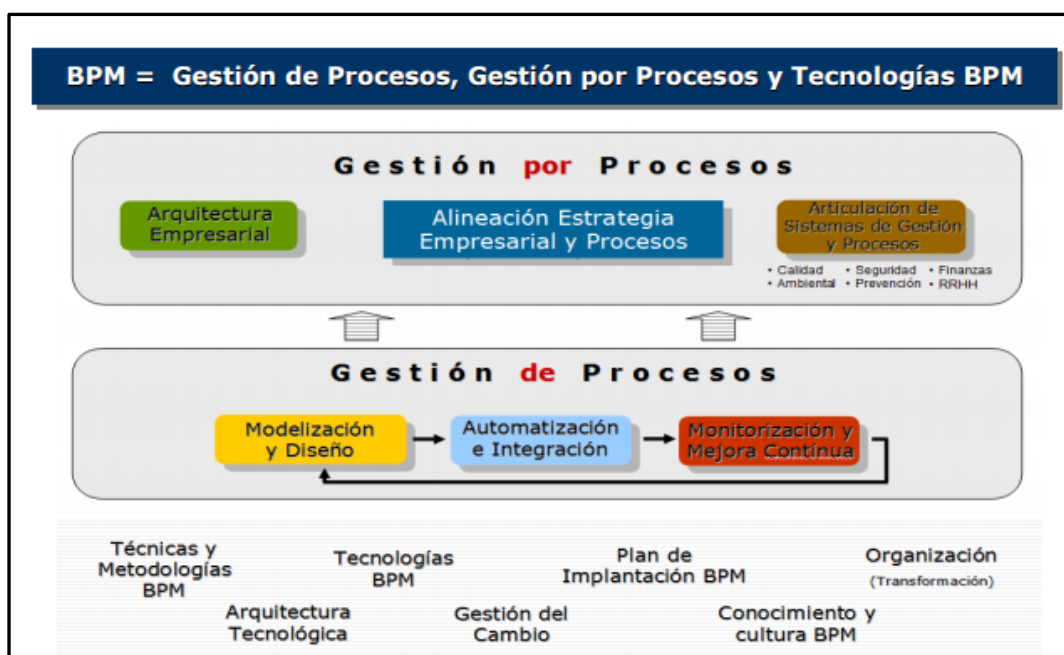 BPM = Gestión de Procesos, Gestión por Procesos y Tecnologías BPM
Gestión por Procesos
Arquitectura
Empresarial
Alineación Estrategia
Empresarial y Procesos
Articulación de
Sistemas de Gestión
y Procesos
• Calidad • Seguridad • Finanzas
• Ambiental • Prevención • RRHH
Gestión de Procesos
Modelización
y Diseño
Automatización
e Integración
Monitorización y
Mejora Contínua
Técnicas y
Metodologías
BPM
Tecnologías
BPM
Plan de
Implantación BPM
Organización
(Transformación)
Arquitectura
Tecnológica
Gestión del
Cambio
Conocimiento y
cultura BPM